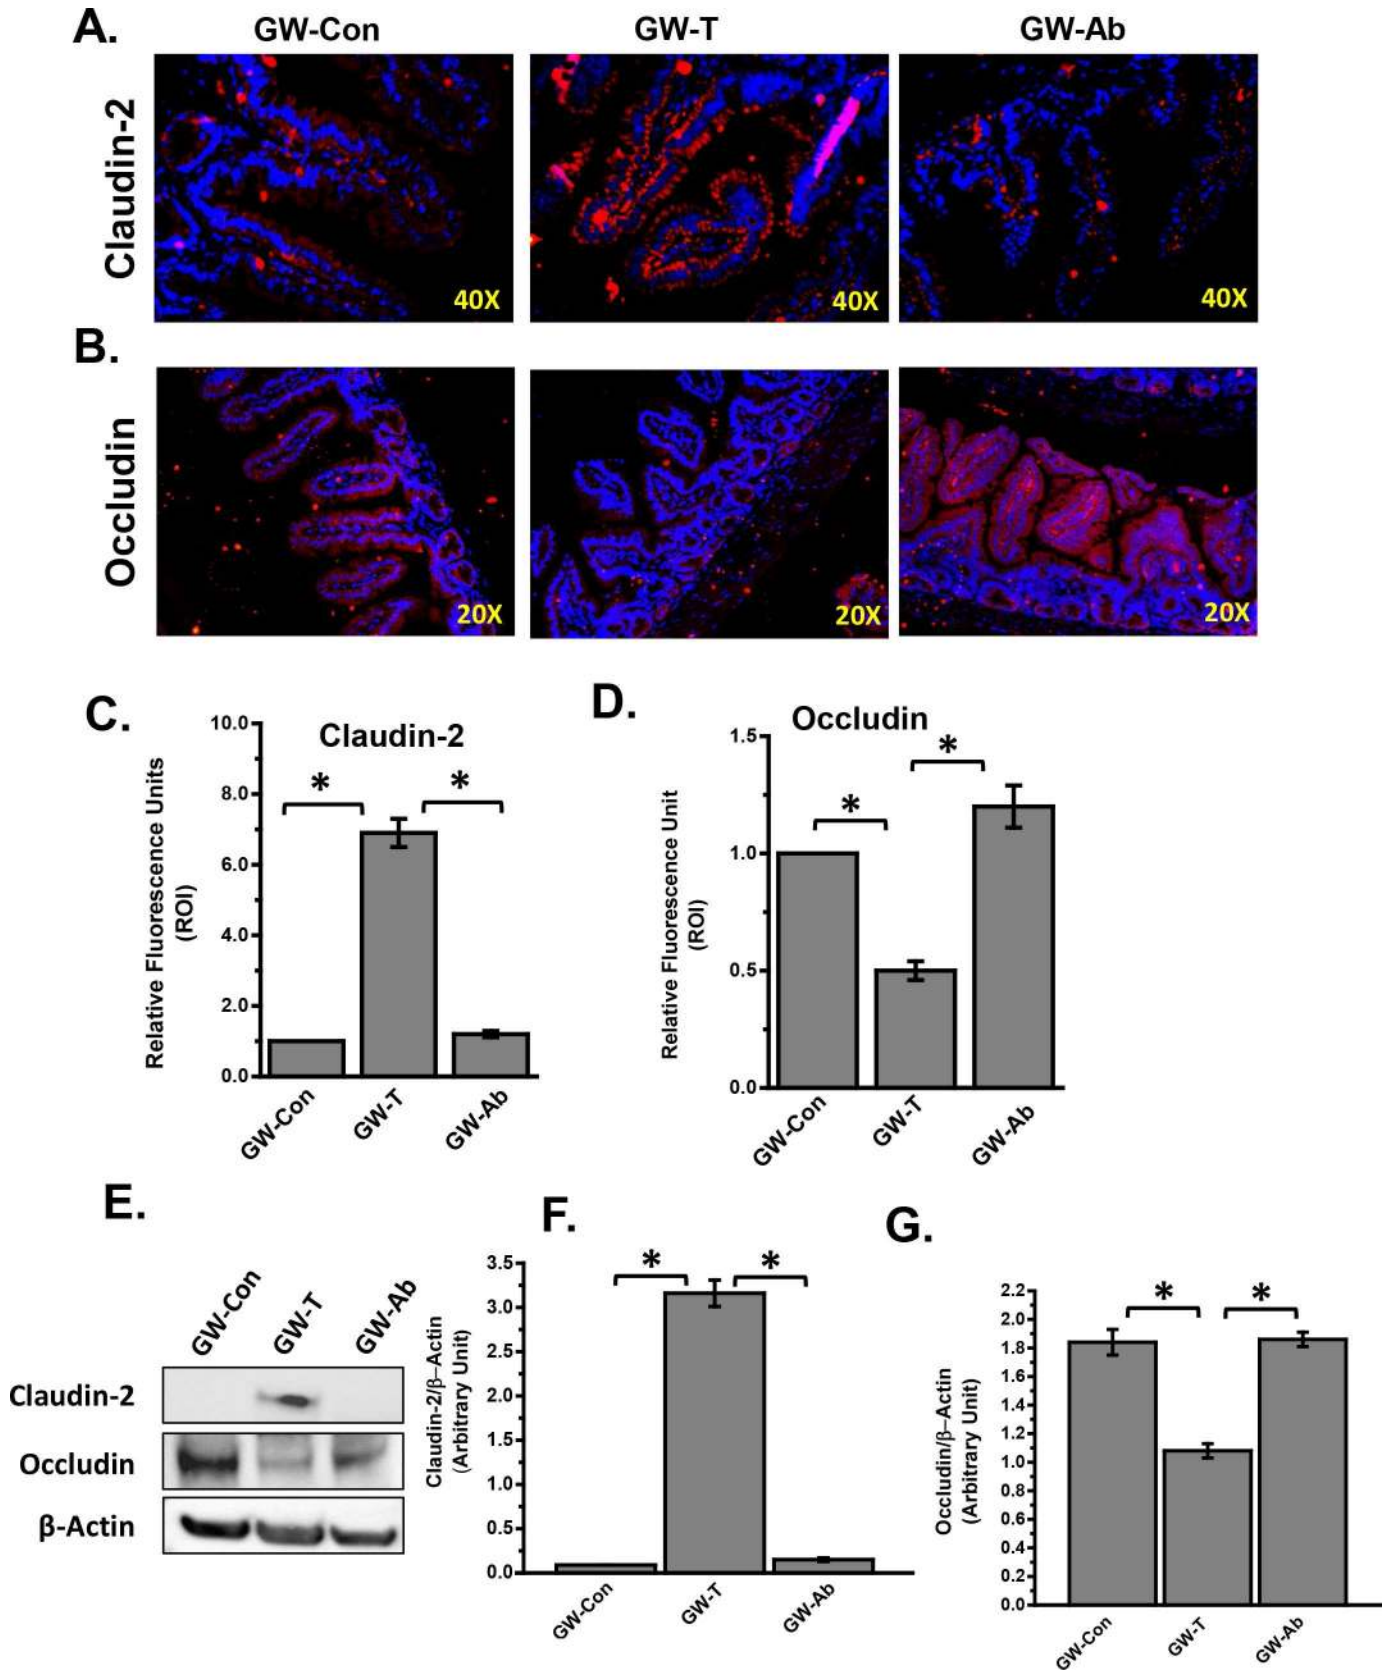 A.
GW-Con
GW-T
GW-Ab
Claudin-2
40X
40X
40X
B.
Occludin
20X
20X
20X
C.
Claudin-2
Relative Fluorescence Units
(ROI)
10.0
8.0
6.0
4.0
2.0
0.0
*
*
GW-Con
GW-T
GW-Ab
D.
Occludin
Relative Fluorescence Unit
(ROI)
1.5
1.0
0.5
0.0
*
*
GW-Con
GW-T
GW-Ab
E.
GW-Con
GW-T
GW-Ab
Claudin-2
Occludin
β-Actin
F.
Claudin-2/β–Actin
(Arbitrary Unit)
3.5
3.0
2.5
2.0
1.5
1.0
0.5
0.0
*
*
GW-Con
GW-T
GW-Ab
G.
Occludin/β–Actin
(Arbitrary Unit)
2.2
2.0
1.8
1.6
1.4
1.2
1.0
0.8
0.6
0.4
0.2
0.0
*
*
GW-Con
GW-T
GW-Ab